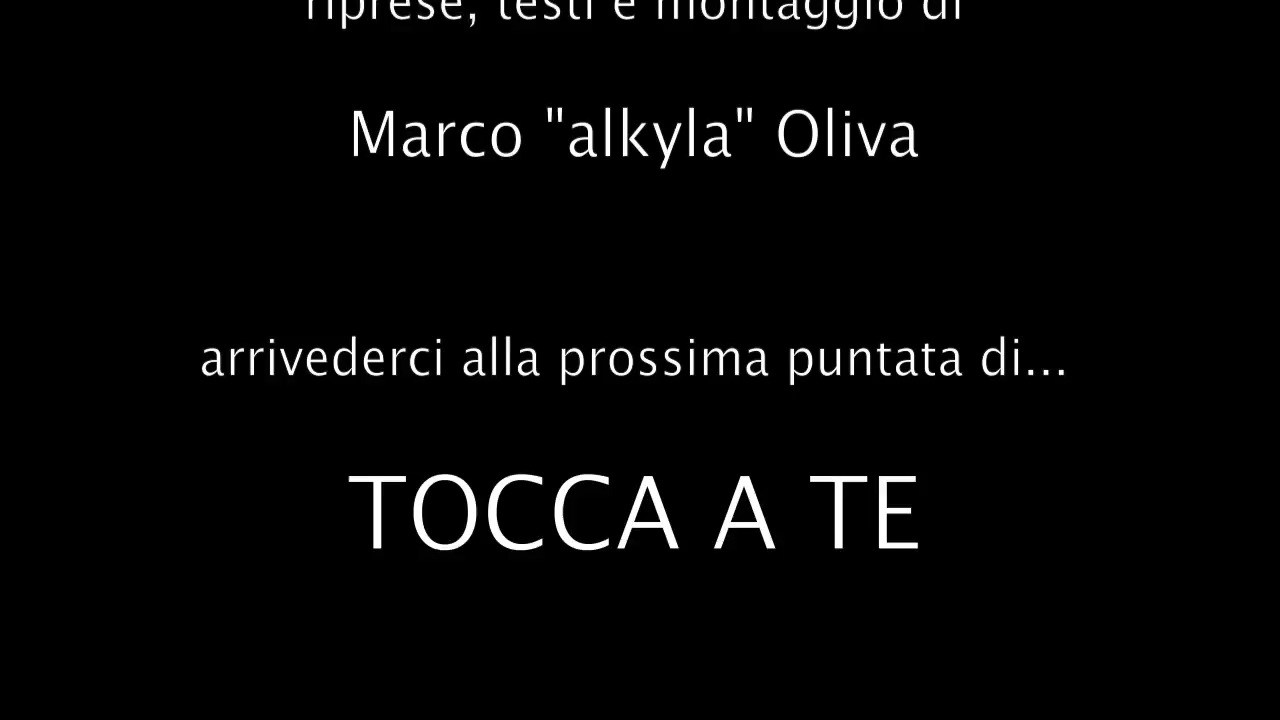 riprese, testi e montaggio di
Marco "alkyla" Oliva
arrivederci alla prossima puntata di...
TOCCA A TE